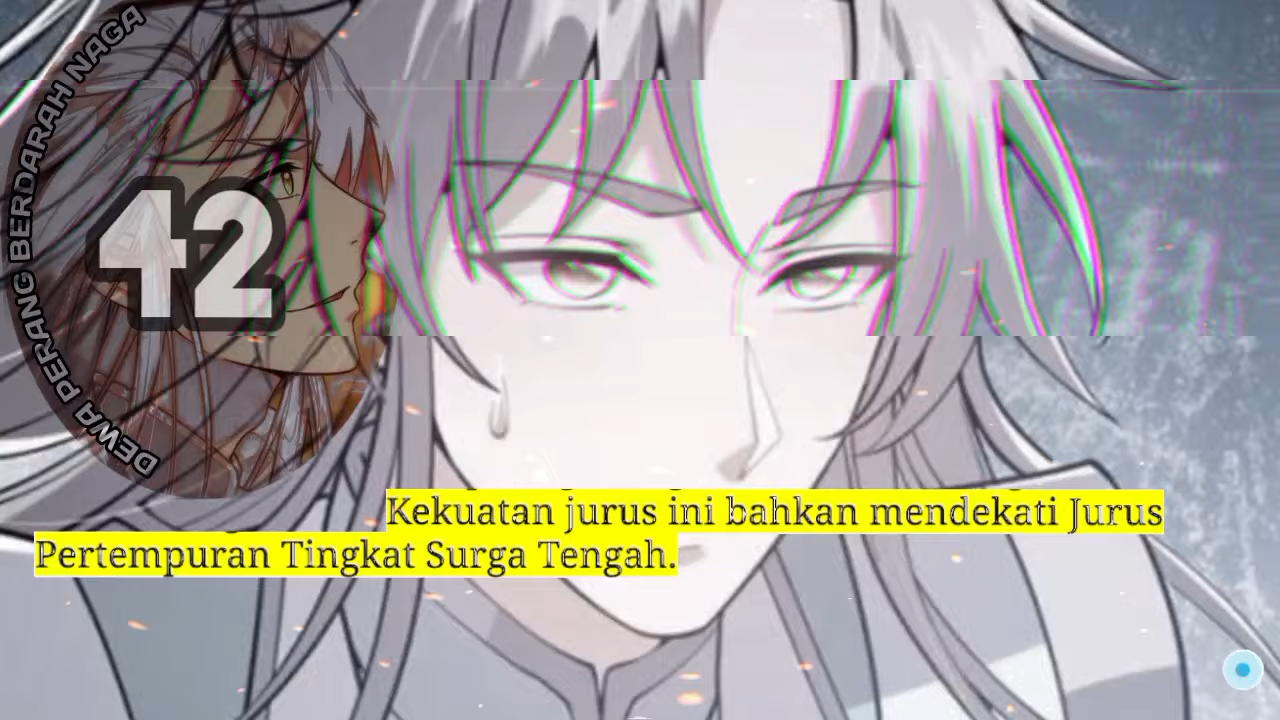 DEWA PERANG BERDARAH NAGA
42
Kekuatan jurus ini bahkan mendekati Jurus
Pertempuran Tingkat Surga Tengah.